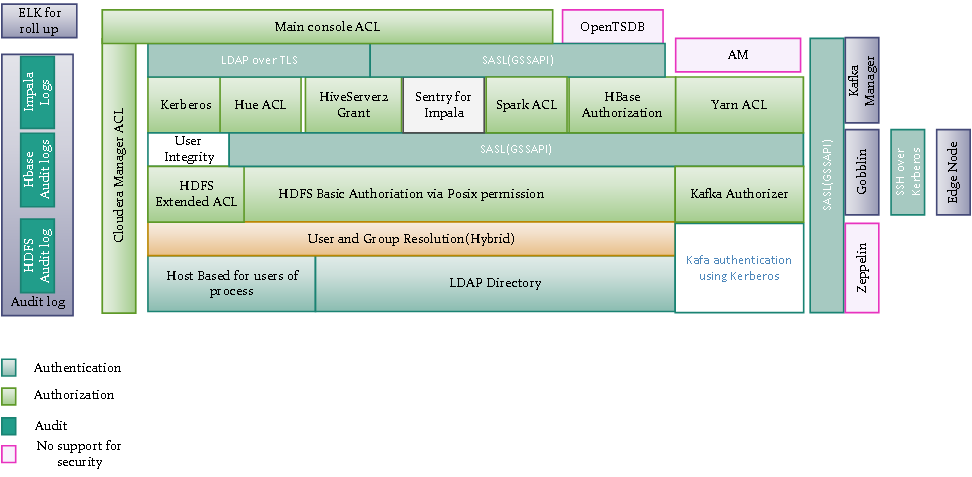 ELK for
roll up
Main console ACL
OpenTSDB
Impala
Logs
Hbase
Audit logs
HDFS
Audit log
Audit log
Cloudera Manager ACL
LDAP over TLS
SASL(GSSAPI)
AM
Kerberos
Hue ACL
HiveServer2
Grant
Sentry for
Impala
Spark ACL
HBase
Authorization
Yarn ACL
User
Integrity
SASL(GSSAPI)
HDFS
Extended ACL
HDFS Basic Authoriation via Posix permission
Kafka Authorizer
User and Group Resolution(Hybrid)
Kafa authentication
using Kerberos
Host Based for users of
process
LDAP Directory
SASL(GSSAPI)
Kafka
Manager
Gobblin
Zeppelin
SSH over
Kerberos
Edge Node
Authentication
Authorization
Audit
No support for
security